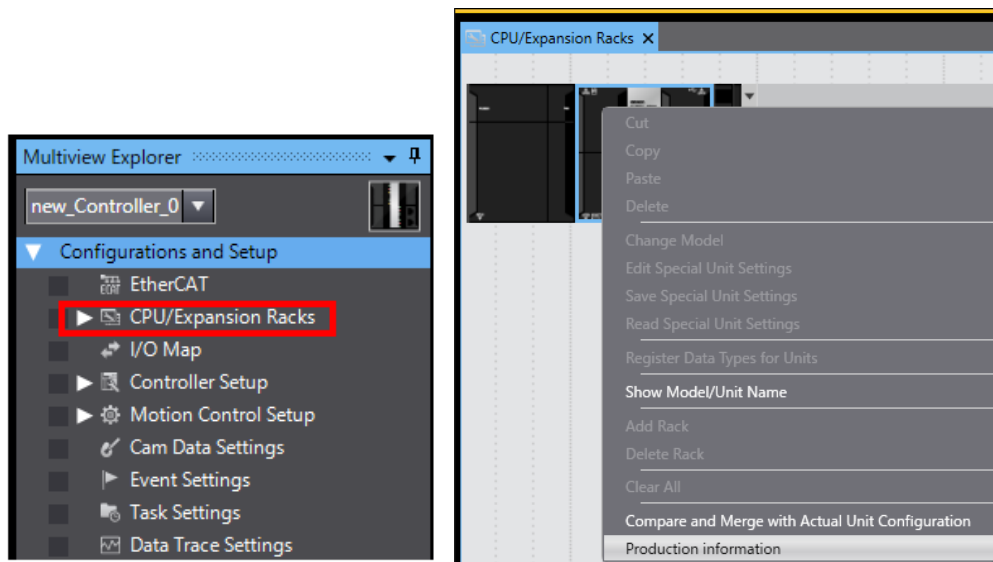 Multiview Explorer
new_Controller_0
Configurations and Setup
EtherCAT
CPU/Expansion Racks
I/O Map
Controller Setup
Motion Control Setup
Cam Data Settings
Event Settings
Task Settings
Data Trace Settings
CPU/Expansion Racks
Cut
Copy
Paste
Delete
Change Model
Edit Special Unit Settings
Save Special Unit Settings
Read Special Unit Settings
Register Data Types for Units
Show Model/Unit Name
Add Rack
Delete Rack
Clear All
Compare and Merge with Actual Unit Configuration
Production information